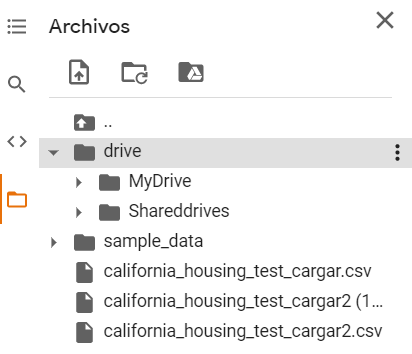 Archivos
..
drive
MyDrive
Shareddrives
sample_data
california_housing_test_cargar.csv
california_housing_test_cargar2 (1...
california_housing_test_cargar2.csv